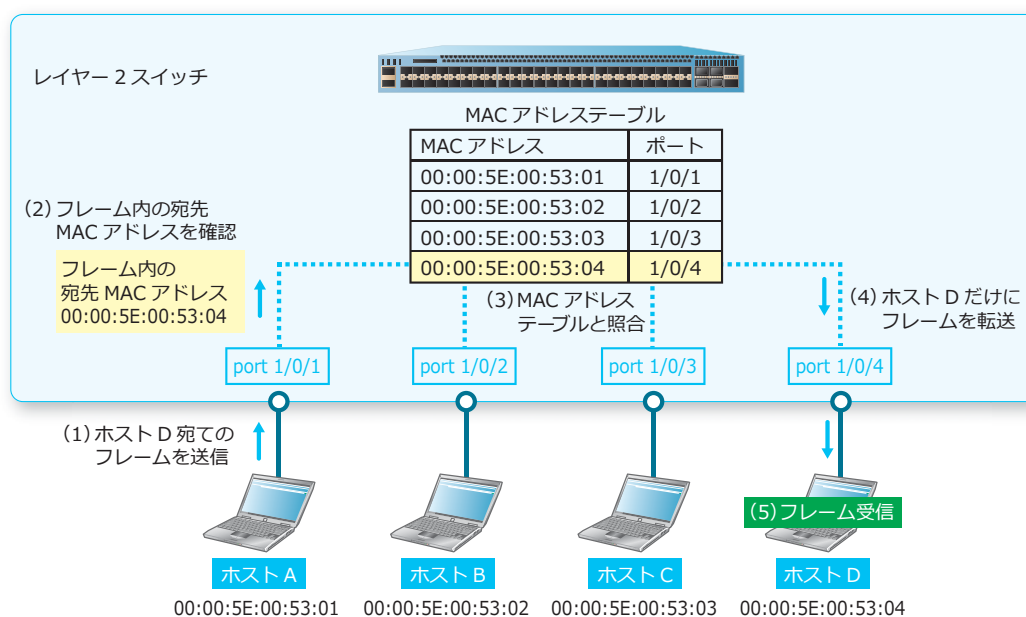 レイヤー 2 スイッチ
MAC アドレステーブル
MAC アドレス ポート
00:00:5E:00:53:01 1/0/1
00:00:5E:00:53:02 1/0/2
00:00:5E:00:53:03 1/0/3
00:00:5E:00:53:04 1/0/4
(2)フレーム内の宛先
MAC アドレスを確認
フレーム内の
宛先 MAC アドレス
00:00:5E:00:53:04
(3)MAC アドレス
テーブルと照合
(4)ホスト D だけに
フレームを転送
port 1/0/1
port 1/0/2
port 1/0/3
port 1/0/4
(1)ホスト D 宛ての
フレームを送信
(5)フレーム受信
ホスト A
ホスト B
ホスト C
ホスト D
00:00:5E:00:53:01
00:00:5E:00:53:02
00:00:5E:00:53:03
00:00:5E:00:53:04